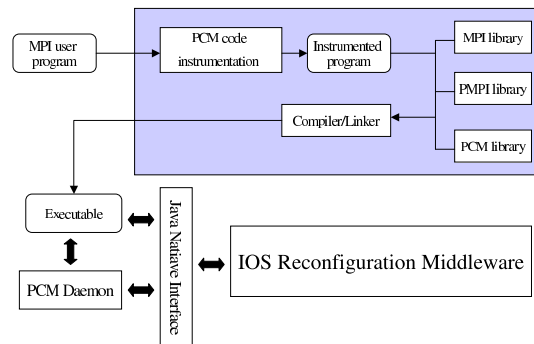 MPI user
program
PCM code
instrumentation
Instrumented
program
MPI library
PMPI library
PCM library
Compiler/Linker
Executable
PCM Daemon
Java Natiave Interface
IOS Reconfiguration Middleware